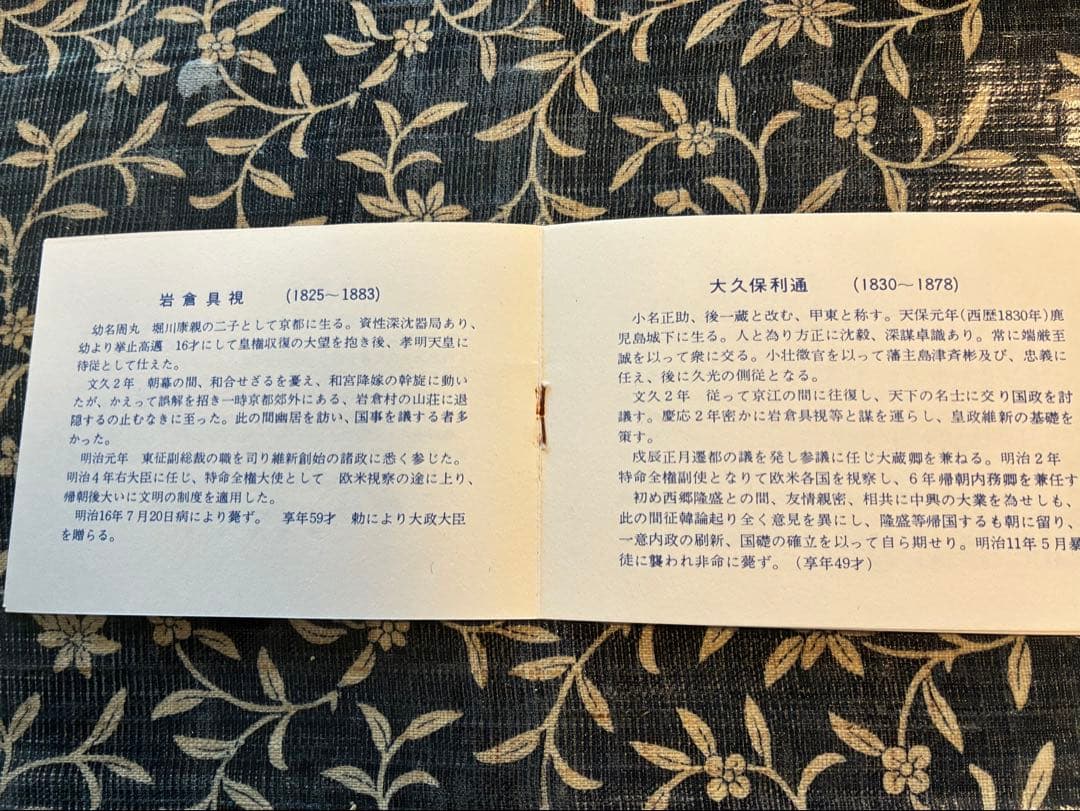 岩倉具視 (1825～1883)
幼名周丸 堀川康親の二子として京都に生る。資性深沈器局あり、
幼より挙止高邁 16才にして皇権収復の大望を抱き後、孝明天皇に
待従として仕えた。
文久2年 朝幕の間、和合せざるを憂え、和宮降嫁の幹旋に動い
たが、かえって誤解を招き一時京都郊外にある、岩倉村の山荘に退
隠するの止むなきに至った。此の間幽居を訪い、国事を議する者多
かった。
明治元年 東征副総裁の職を司り維新創始の諸政に悉く参じた。
明治4年右大臣に任じ、特命全権大使として 欧米視察の途に上り、
帰朝後大いに文明の制度を適用した。
明治16年7月20日病により薨ず。 享年59才 勅により太政大臣
を贈らる。
大久保利通 (1830～1878)
小名正助、後一蔵と改む、甲東と称す。天保元年(西歴1830年)鹿
児島城下に生る。人と為り方正に沈毅、深謀卓識あり。常に端厳至
誠を以って衆に交る。小壮微官を以って藩主島津斉彬及び、忠義に
任え、後に久光の側従となる。
文久2年 従って京江の間に往復し、天下の名士に交り国政を討
議す。慶応2年密かに岩倉具視等と謀を運らし、皇政維新の基礎を
策す。
戊辰正月遷都の議を発し参議に任じ大蔵卿を兼ねる。明治2年
特命全権副使となりて欧米各国を視察し、6年帰朝内務卿を兼任す
初め西郷隆盛との間、友情親密、相共に中興の大業を為せしも、
此の間征韓論起り全く意見を異にし、隆盛等帰国するも朝に留り、
一意内政の刷新、国礎の確立を以って自ら期せり。明治11年5月暴
徒に襲われ非命に薨ず。(享年49才)